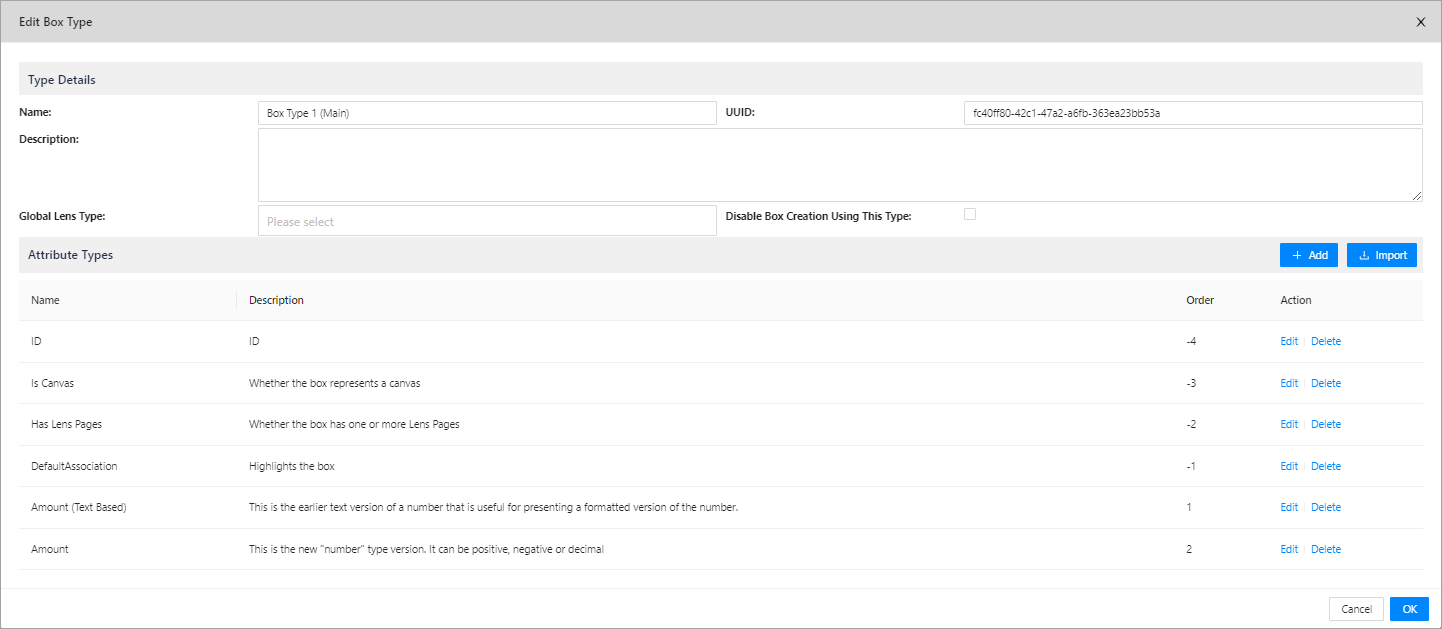 Edit Box Type
Type Details
Name: Box Type 1 (Main) UUID: fc40ff80-42c1-47a2-a6fb-363ea23bb53a
Description:
Global Lens Type: Please select Disable Box Creation Using This Type:
Attribute Types + Add Import
Name Description Order Action
ID ID -4 Edit Delete
Is Canvas Whether the box represents a canvas -3 Edit Delete
Has Lens Pages Whether the box has one or more Lens Pages -2 Edit Delete
DefaultAssociation Highlights the box -1 Edit Delete
Amount (Text Based) This is the earlier text version of a number that is useful for presenting a formatted version of the number. 1 Edit Delete
Amount This is the new "number" type version. It can be positive, negative or decimal 2 Edit Delete
Cancel OK